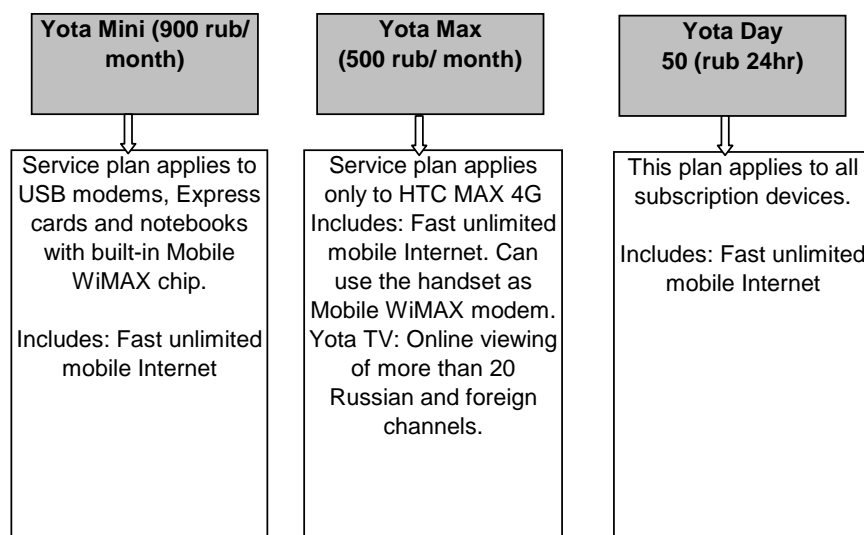 Yota Mini (900 rub/
month)
Service plan applies to
USB modems, Express
cards and notebooks
with built-in Mobile
WiMAX chip.
Includes: Fast unlimited
mobile Internet
Yota Max
(500 rub/ month)
Service plan applies
only to HTC MAX 4G
Includes: Fast unlimited
mobile Internet. Can
use the handset as
Mobile WiMAX modem.
Yota TV: Online viewing
of more than 20
Russian and foreign
channels.
Yota Day
50 (rub 24hr)
This plan applies to all
subscription devices.
Includes: Fast unlimited
mobile Internet